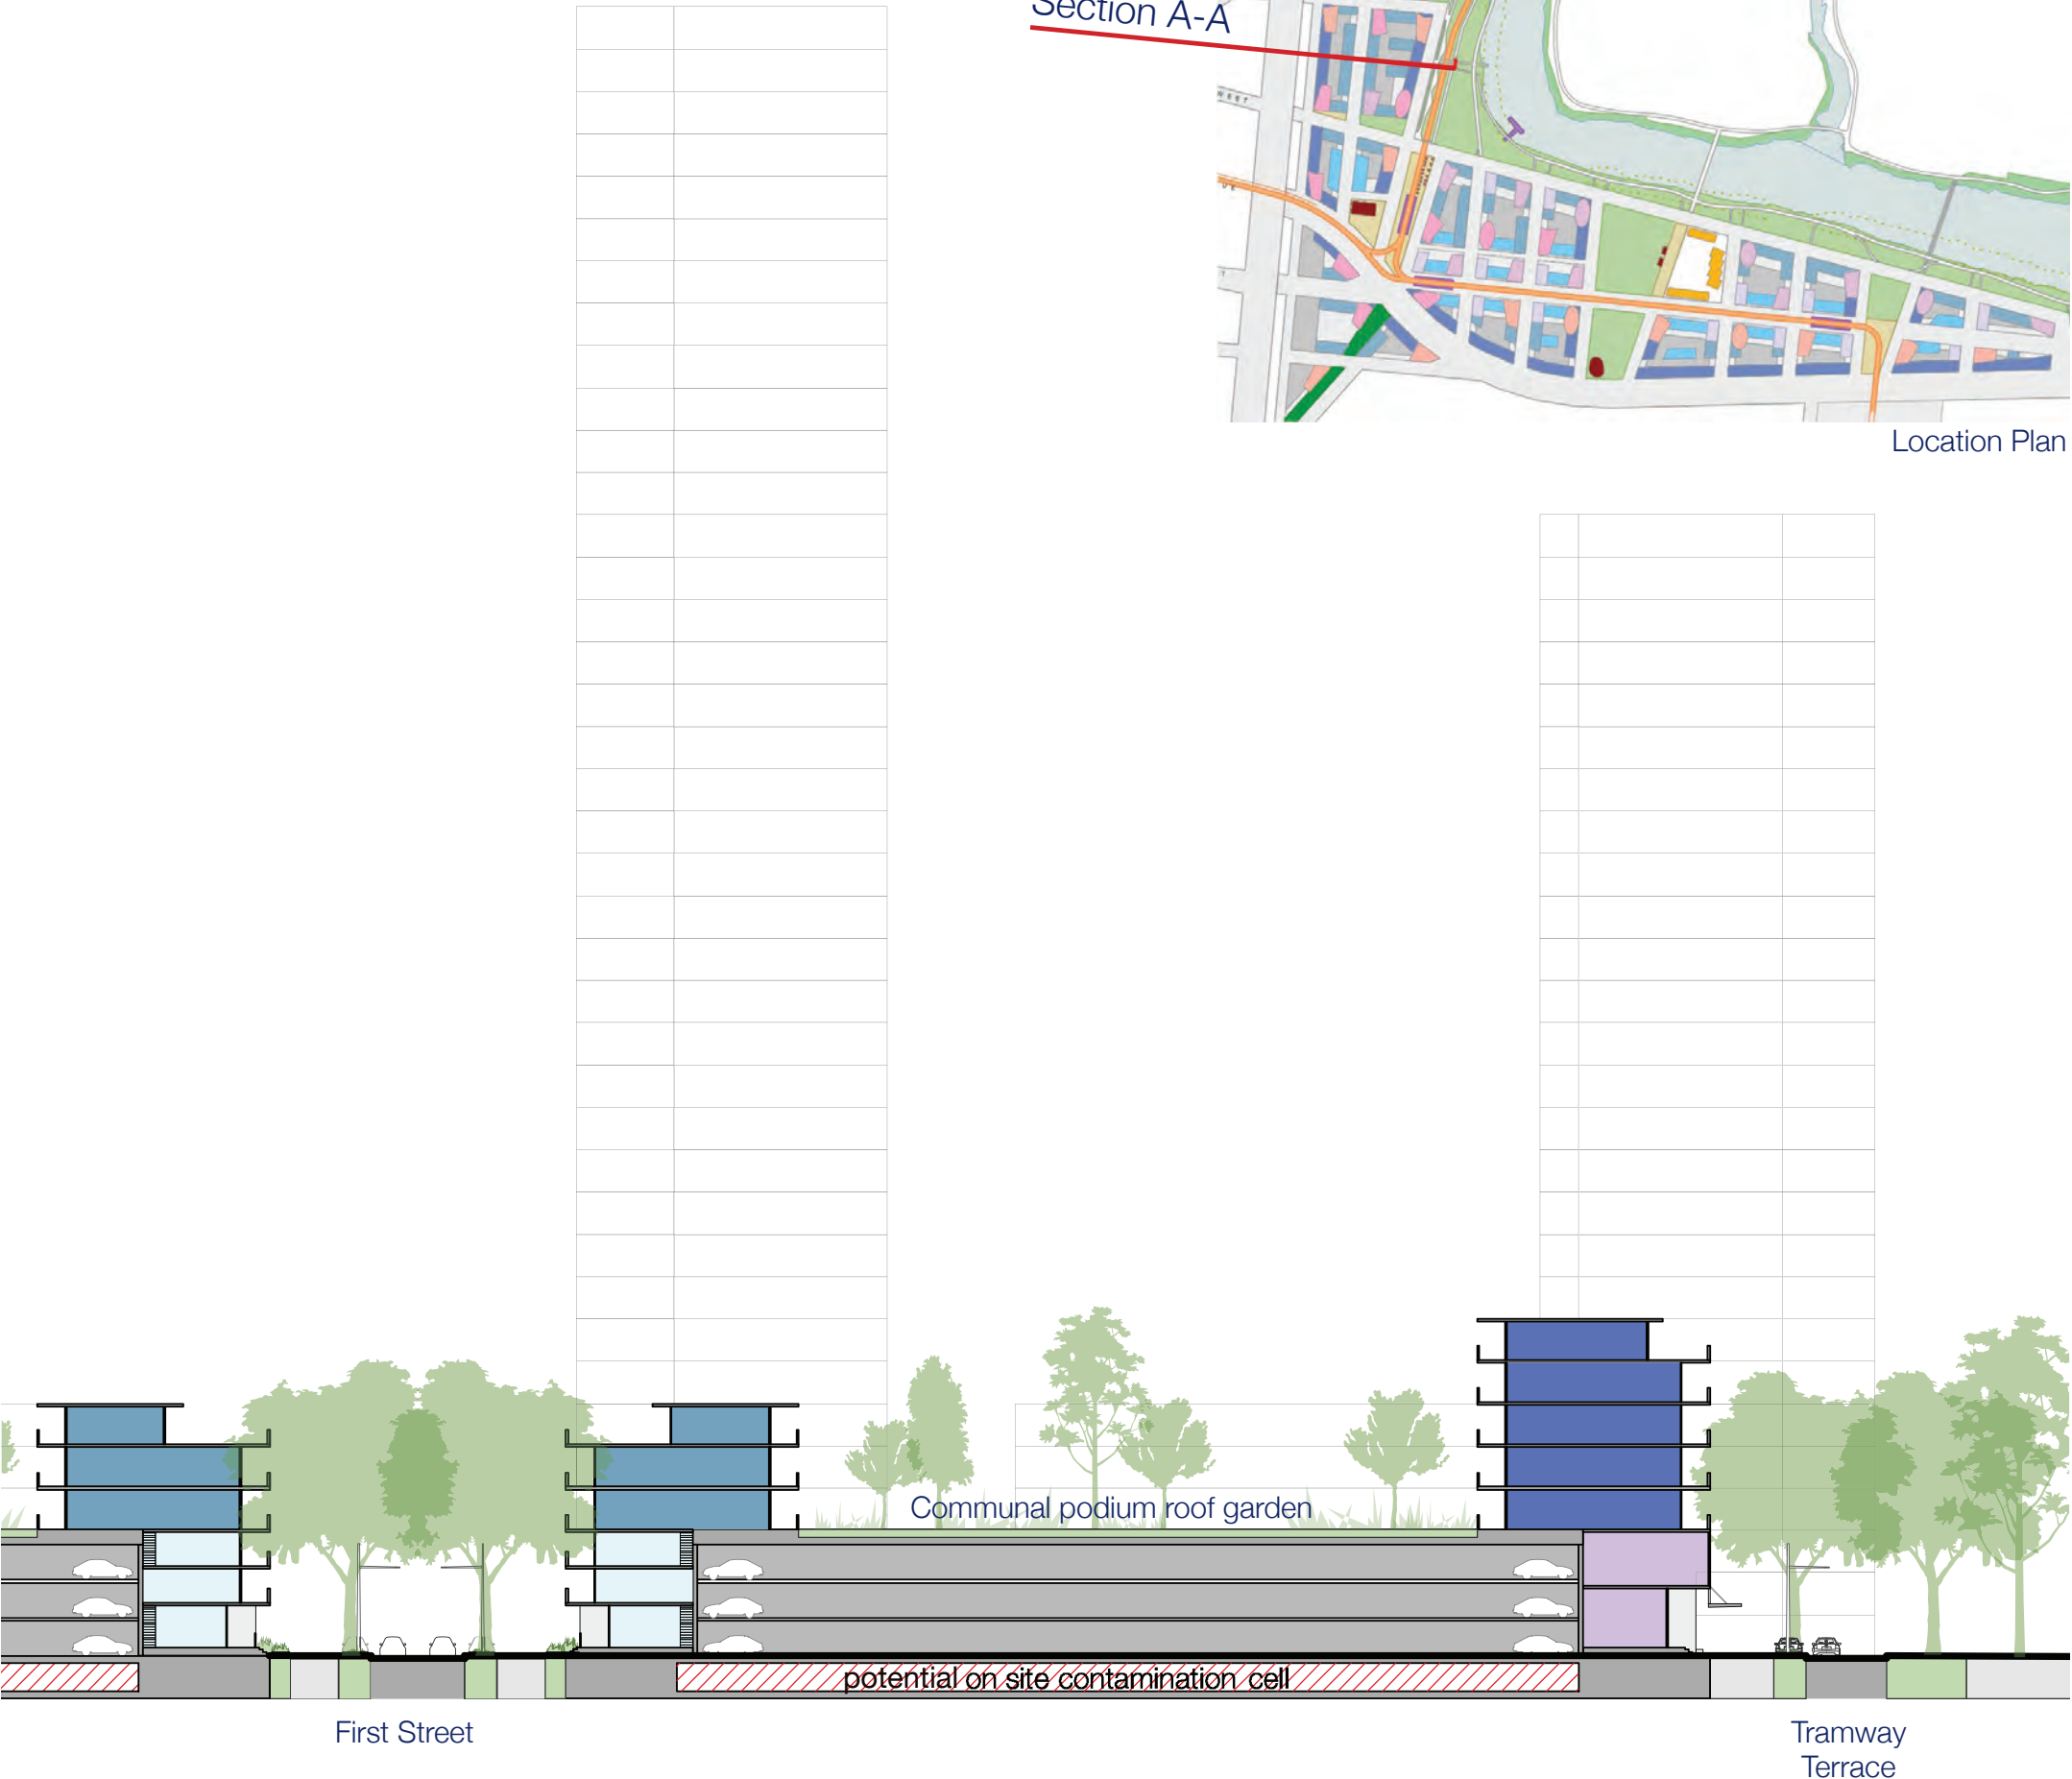 Section A-A
Location Plan
Communal podium roof garden
potential on site contamination cell
First Street
Tramway
Terrace